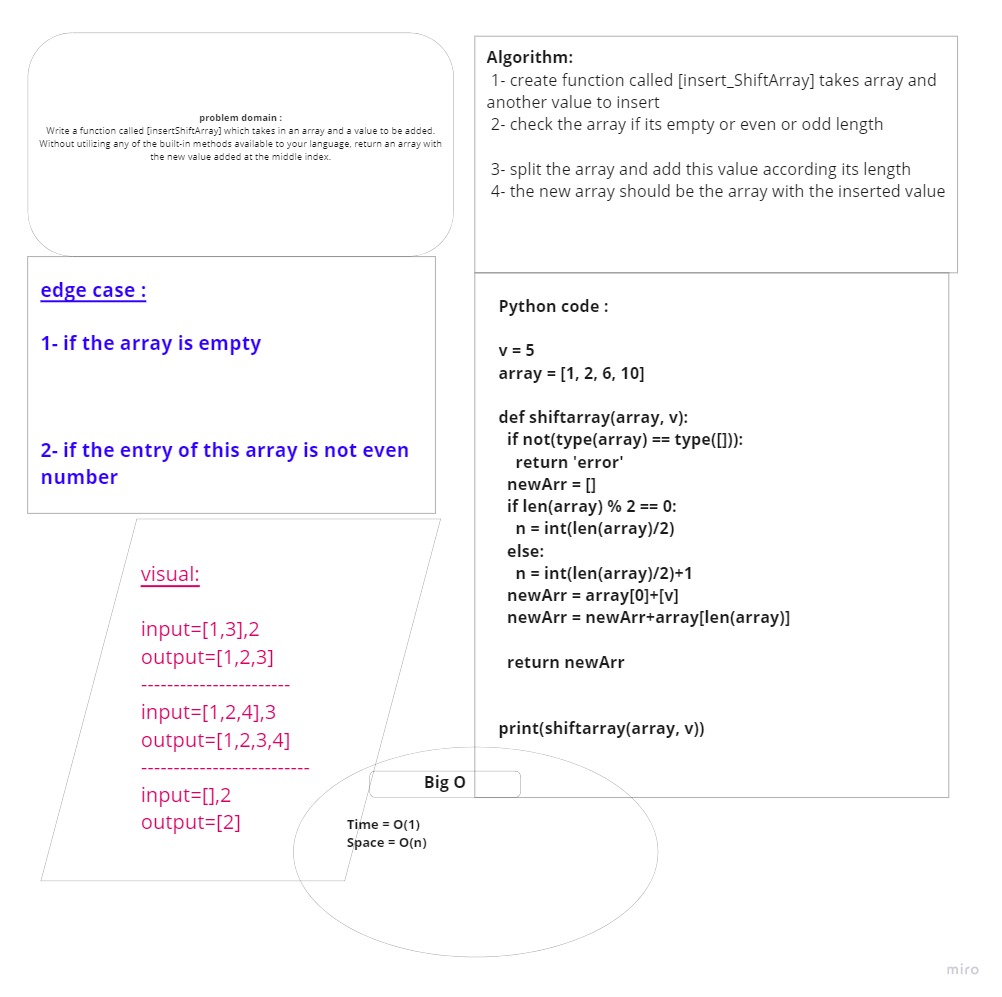 problem domain :
Write a function called [insertShiftArray] which takes in an array and a value to be added.
Without utilizing any of the built-in methods available to your language, return an array with
the new value added at the middle index.
Algorithm:
1- create function called [insert_ShiftArray] takes array and
another value to insert
2- check the array if its empty or even or odd length
3- split the array and add this value according its length
4- the new array should be the array with the inserted value
edge case :
1- if the array is empty
2- if the entry of this array is not even
number
Python code :
v = 5
array = [1, 2, 6, 10]
def shiftarray(array, v):
if not(type(array) == type([])):
return 'error'
newArr = []
if len(array) % 2 == 0:
n = int(len(array)/2)
else:
n = int(len(array)/2)+1
newArr = array[0]+[v]
newArr = newArr+array[len(array)]
return newArr
print(shiftarray(array, v))
visual:
input=[1,3],2
output=[1,2,3]
-----------------------
input=[1,2,4],3
output=[1,2,3,4]
--------------------------
input=[],2
output=[2]
Big O
Time = O(1)
Space = O(n)
miro